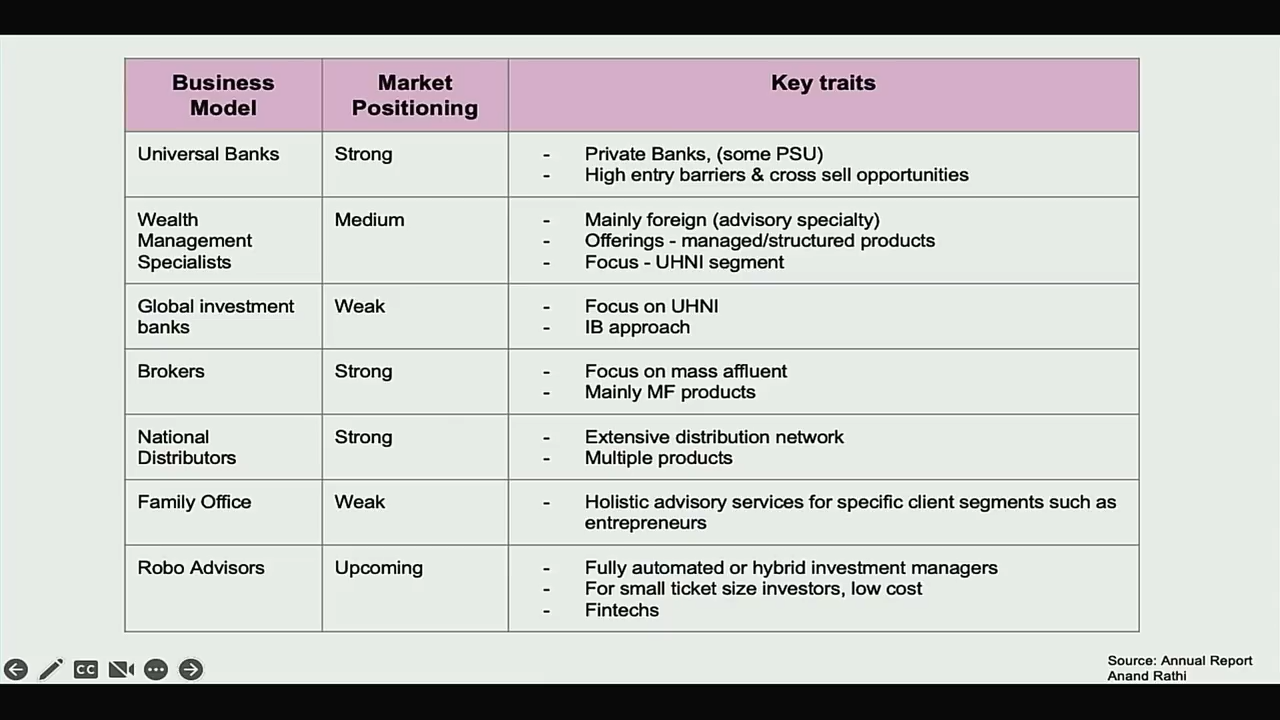 Business
Model
Market
Positioning
Key traits
Universal Banks
Strong
- Private Banks, (some PSU)
- High entry barriers & cross sell opportunities
Wealth
Management
Specialists
Medium
- Mainly foreign (advisory specialty)
- Offerings - managed/structured products
- Focus - UHNI segment
Global investment
banks
Weak
- Focus on UHNI
- IB approach
Brokers
Strong
- Focus on mass affluent
- Mainly MF products
National
Distributors
Strong
- Extensive distribution network
- Multiple products
Family Office
Weak
- Holistic advisory services for specific client segments such as
entrepreneurs
Robo Advisors
Upcoming
- Fully automated or hybrid investment managers
- For small ticket size investors, low cost
- Fintechs
CC
Source: Annual Report
Anand Rathi